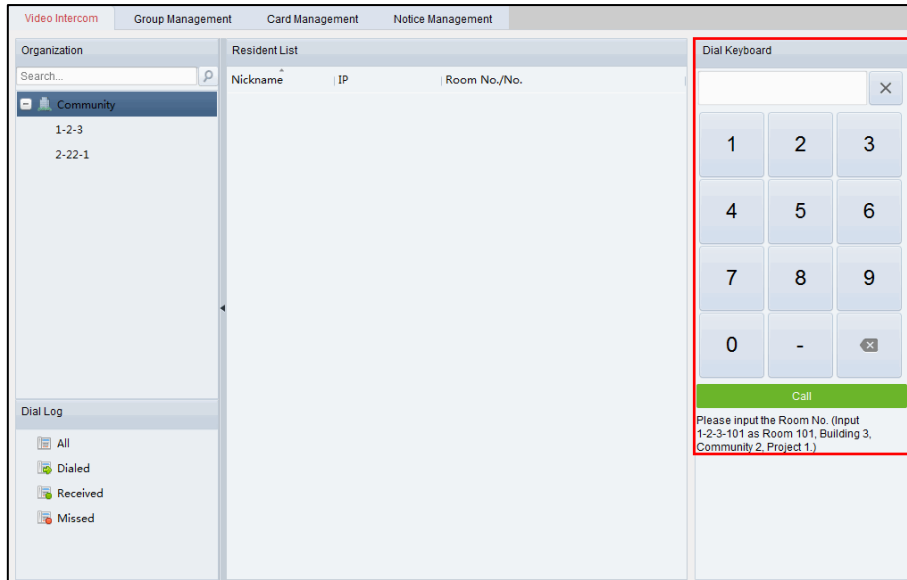 Video Intercom Group Management Card Management Notice Management
Organization
Search...
Community
1-2-3
2-22-1
Dial Log
All
Dialed
Received
Missed
Resident List
Nickname IP Room No./No.
Dial Keyboard
1 2 3
4 5 6
7 8 9
0 -
Call
Please input the Room No. (Input
1-2-3-101 as Room 101, Building 3,
Community 2, Project 1.)